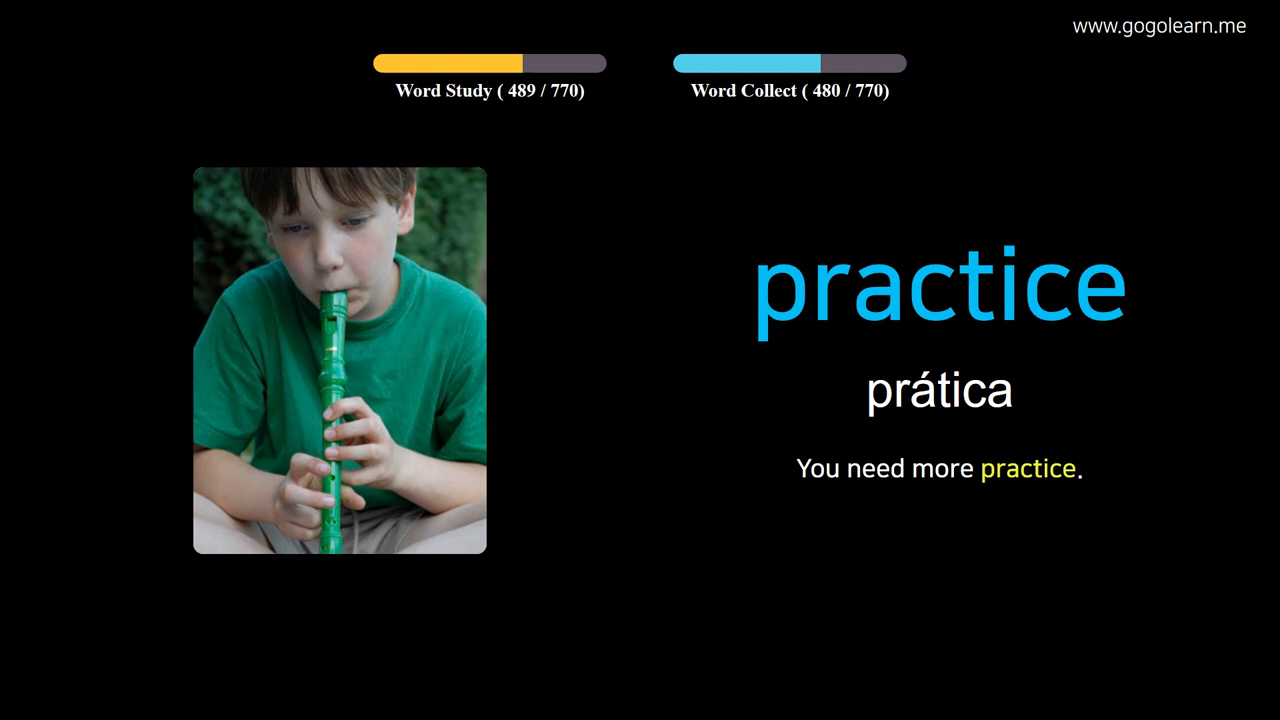 www.gogolearn.me
Word Study ( 489 / 770)
Word Collect ( 480 / 770)
practice
prática
You need more practice.